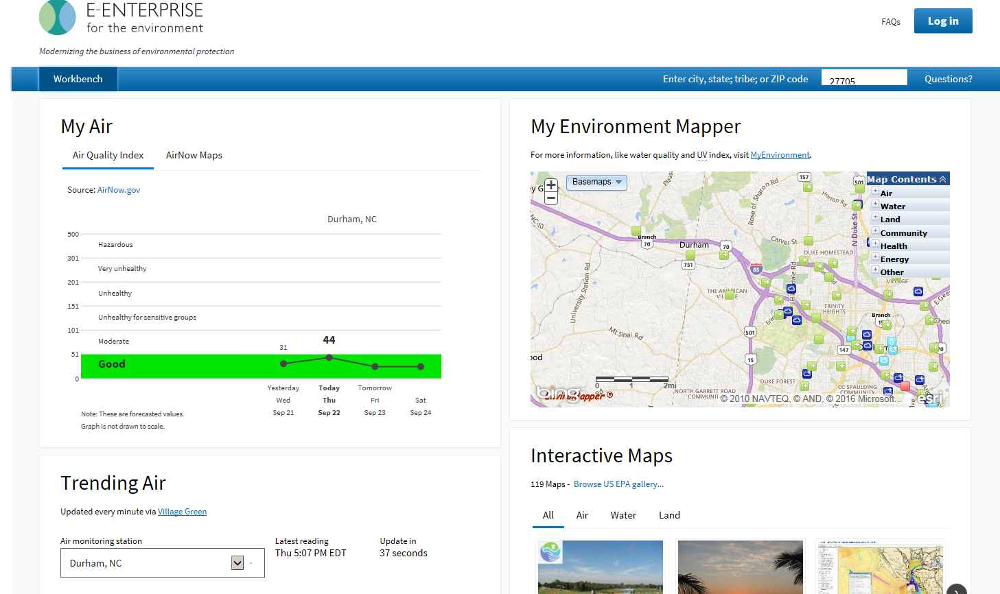 E-ENTERPRISE
for the environment
FAQs
Log in
Modernizing the business of environmental protection
Workbench
Enter city, state; tribe; or ZIP code
27705
Questions?
My Air
Air Quality Index
AirNow Maps
Source: AirNow.gov
Durham, NC
500
Hazardous
301
Very unhealthy
201
Unhealthy
151
Unhealthy for sensitive groups
101
Moderate
51
Good
0
31
44
Yesterday
Wed
Sep 21
Today
Thu
Sep 22
Tomorrow
Fri
Sep 23
Sat
Sep 24
Note: These are forecasted values.
Graph is not drawn to scale.
Trending Air
Updated every minute via Village Green
Air monitoring station
Durham, NC
Latest reading
Thu 5:07 PM EDT
Update in
37 seconds
My Environment Mapper
For more information, like water quality and UV index, visit MyEnvironment.
Basemaps
Map Contents
Air
Water
Land
Community
Health
Energy
Other
157
501
Rose of Sharon Rd
Horton Rd
N Duke St
NC-10
Branch
70
Durham
70
751
85
Carver St
DUKE HOMESTEAD
VILLAGE
University Station Rd
THE AMERICAN
VILLAGE
TRINITY
HEIGHTS
Branch
Mt Sinai Rd
501
147
15
DUKE FOREST
CC SPAULDING
COMMUNITY
NORTH GARRETT ROAD
0 1 2mi
bing
© 2010 NAVTEQ, © AND, © 2016 Microsoft...
esri
Interactive Maps
119 Maps - Browse US EPA gallery...
All
Air
Water
Land